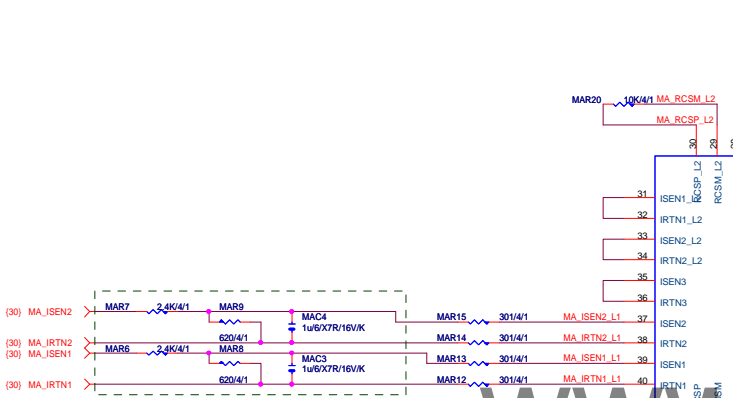 MAR20 10K/4/1 MA_RCSM_L2
MA_RCSP_L2
30 29
RCSP_L2 RCSM_L2
31 ISEN1_L2
32 IRTN1_L2
33 ISEN2_L2
34 IRTN2_L2
35 ISEN3
36 IRTN3
{30} MA_ISEN2 MAR7 2.4K/4/1 MAR9 MAC4 1u/6/X7R/16V/K MAR15 301/4/1 MA_ISEN2_L1 37 ISEN2
{30} MA_IRTN2 620/4/1 MAR14 301/4/1 MA_IRTN2_L1 38 IRTN2
{30} MA_ISEN1 MAR6 2.4K/4/1 MAR8 MAC3 1u/6/X7R/16V/K MAR13 301/4/1 MA_ISEN1_L1 39 ISEN1
{30} MA_IRTN1 620/4/1 MAR12 301/4/1 MA_IRTN1_L1 40 IRTN1